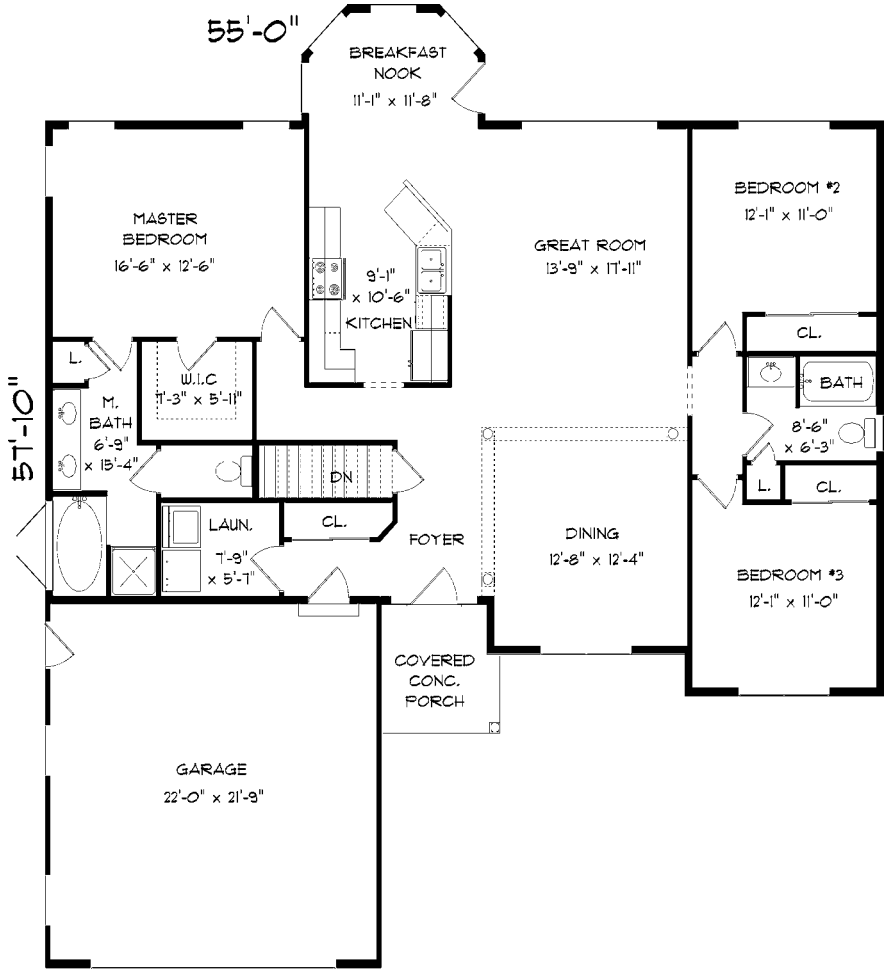 55'-0"
BREAKFAST
NOOK
11'-1" x 11'-8"
MASTER
BEDROOM
16'-6" x 12'-6"
BEDROOM #2
12'-1" x 11'-0"
GREAT ROOM
13'-9" x 17'-11"
9'-1"
x 10'-6"
KITCHEN
CL.
L.
W.I.C
7'-3" x 5'-11"
BATH
57'-10"
M.
BATH
6'-9"
x 15'-4"
8'-6"
x 6'-3"
DN
L.
CL.
LAUN.
7'-9"
x 5'-7"
CL.
FOYER
DINING
12'-8" x 12'-4"
BEDROOM #3
12'-1" x 11'-0"
COVERED
CONC.
PORCH
GARAGE
22'-0" x 21'-9"